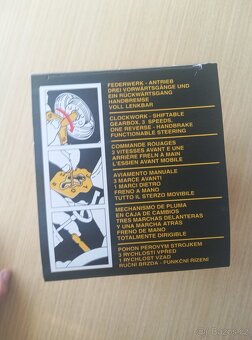 FEDERWERK - ANTRIEB
DREI VORWÄRTSGÄNGE UND
EIN RÜCKWÄRTSGANG
HANDBREMSE
VOLL LENKBAR
CLOCKWORK - SHIFTABLE
GEARBOX, 3 SPEEDS,
ONE REVERSE - HANDBRAKE
FUNCTIONABLE STEERING
COMMANDE ROUAGES
3 VITESSES AVANT E UNE
ARRIÈRE FREIN A MAIN
L'ESSIEN AVANT MOBILE
AVIAMENTO MANUALE
3 MARCE AVANTI
1 MARCI DIETRO
FRENO A MANO
TUTTO IL STERZO MOVIBILE
MECHANISMO DE PLUMA
EN CAJA DE CAMBIOS
TRES MARCHAS DELANTERAS
Y UNA MARCHA ATRÁS
FRENO DE MANO
TOTALMENTE DIRIGIBLE
POHON PEROVÝM STROJKEM
3 RYCHLOSTI VPŘED
1 RYCHLOST VZAD
RUČNÍ BRZDA - FUNKČNÍ ŘÍZENÍ